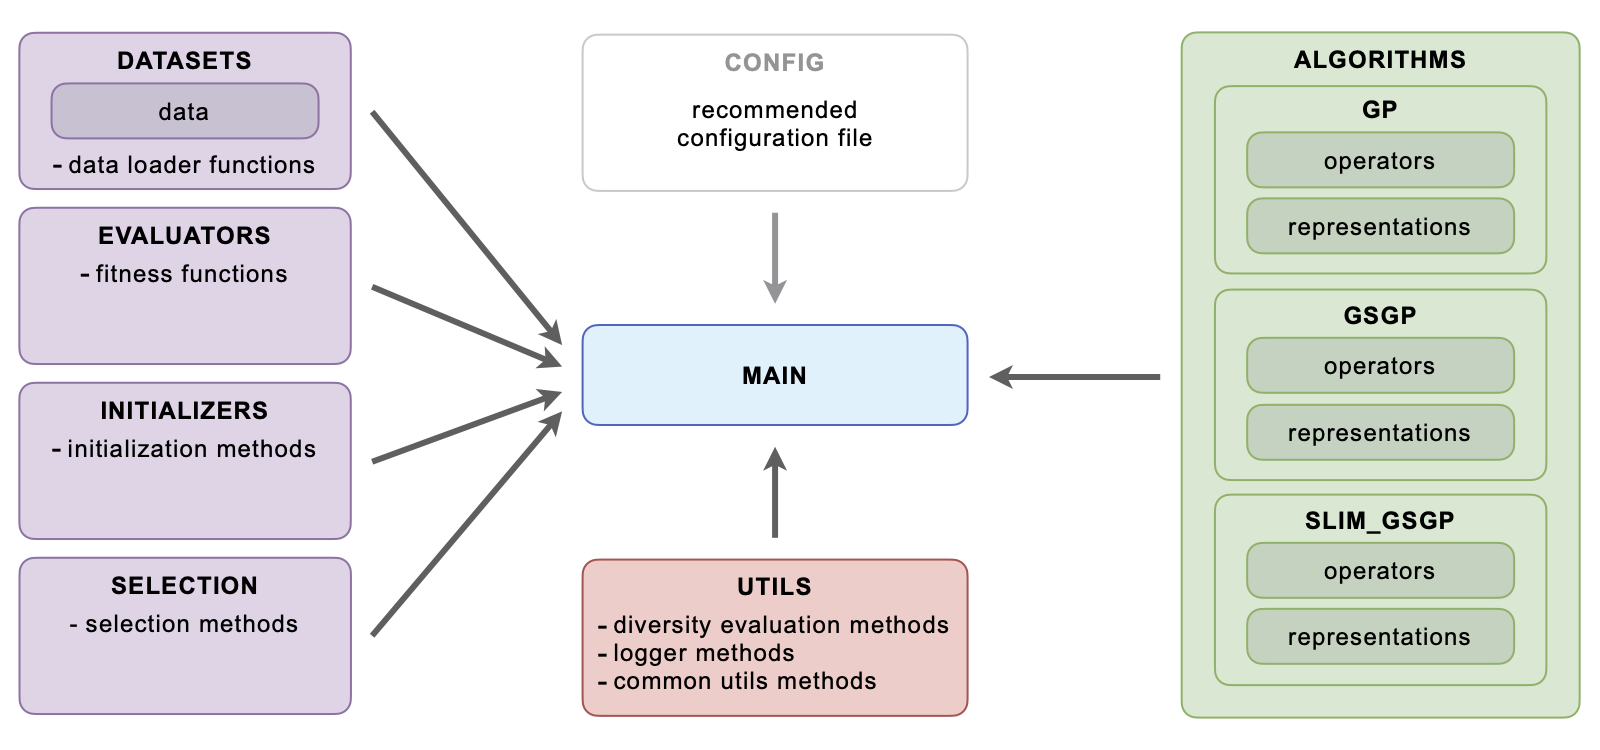 DATASETS
data
- data loader functions
EVALUATORS
- fitness functions
INITIALIZERS
- initialization methods
SELECTION
- selection methods
CONFIG
recommended
configuration file
MAIN
UTILS
- diversity evaluation methods
- logger methods
- common utils methods
ALGORITHMS
GP
operators
representations
GSGP
operators
representations
SLIM_GSGP
operators
representations